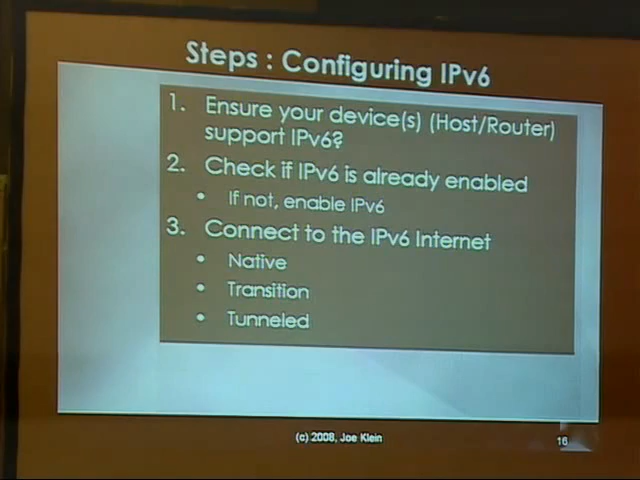 Steps : Configuring IPv6
1. Ensure your device(s) (Host/Router)
support IPv6?
2. Check if IPv6 is already enabled
• If not, enable IPv6
3. Connect to the IPv6 Internet
• Native
• Transition
• Tunneled
(c) 2008, Joe Klein
16